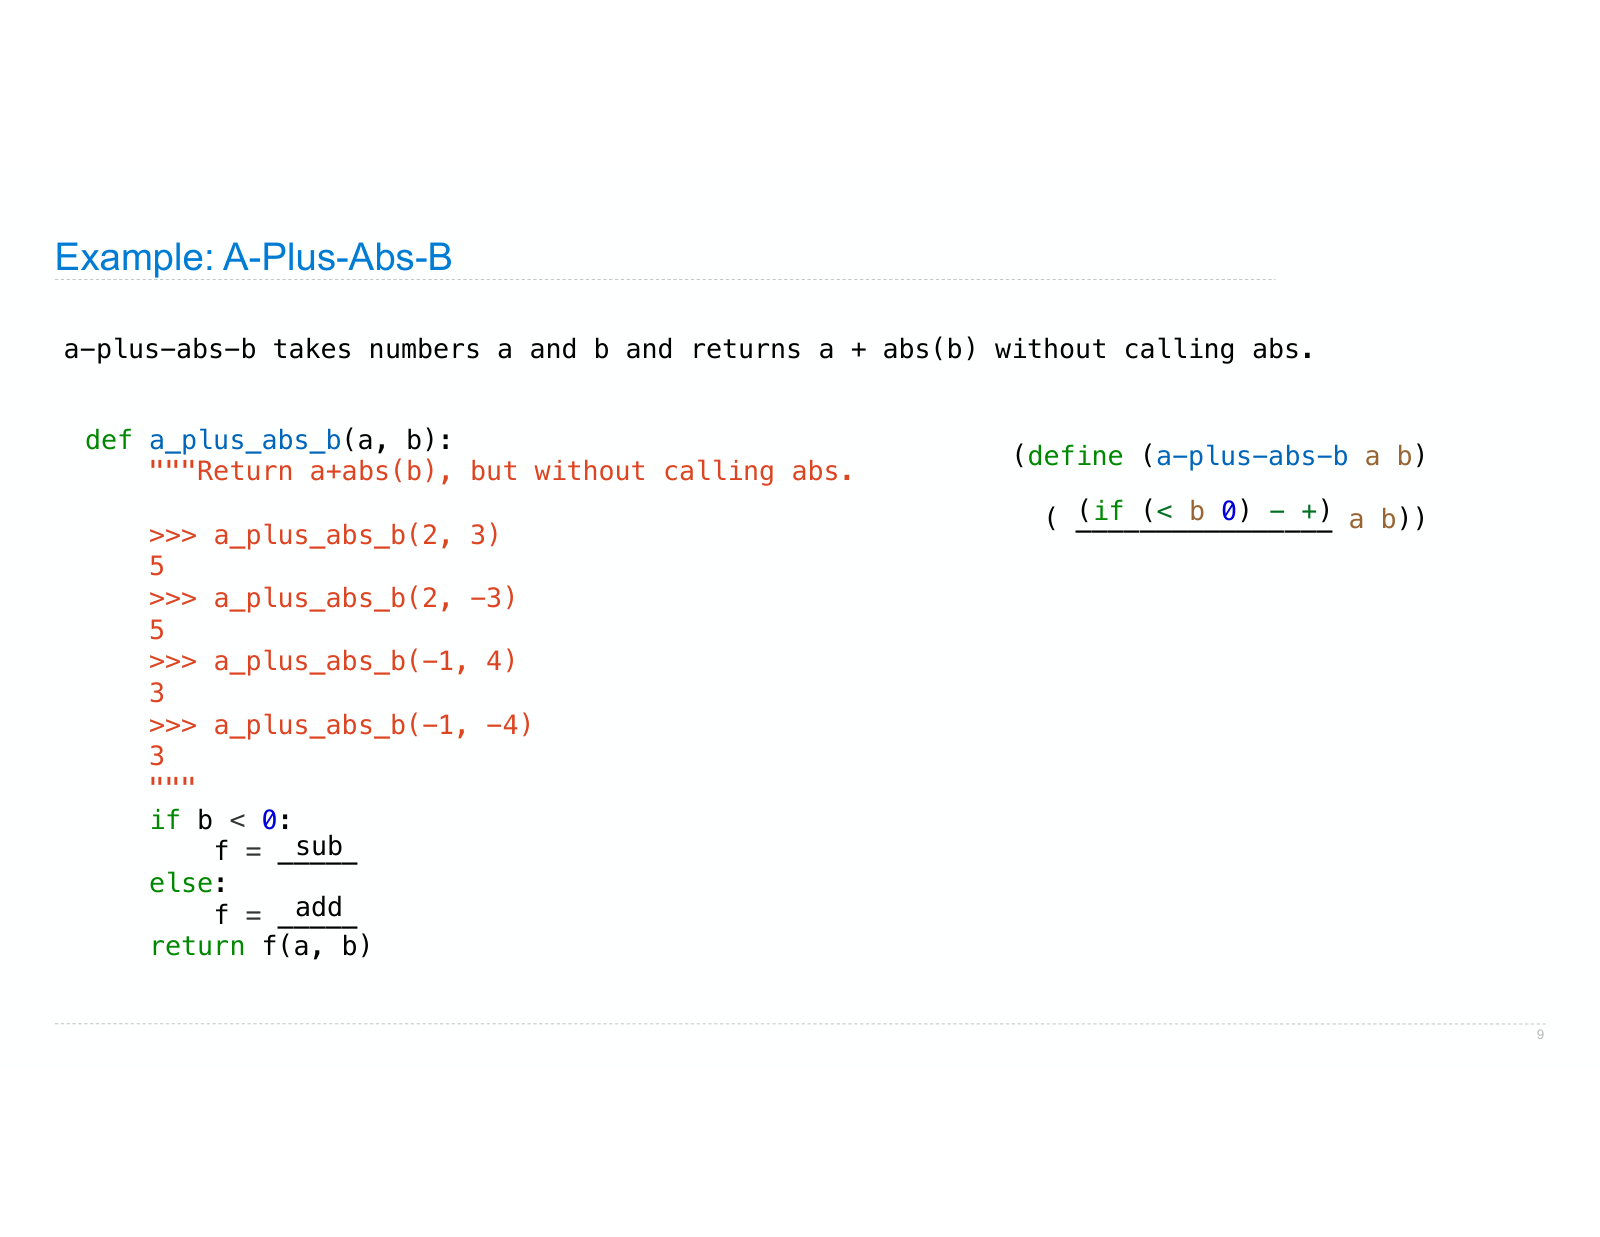 Example: A-Plus-Abs-B
a-plus-abs-b takes numbers a and b and returns a + abs(b) without calling abs.
def a_plus_abs_b(a, b):
    """Return a+abs(b), but without calling abs.
    >>> a_plus_abs_b(2, 3)
    5
    >>> a_plus_abs_b(2, -3)
    5
    >>> a_plus_abs_b(-1, 4)
    3
    >>> a_plus_abs_b(-1, -4)
    3
    """
    if b < 0:
        f = sub
    else:
        f = add
    return f(a, b)
(define (a-plus-abs-b a b)
  ( (if (< b 0) - +) a b))
9